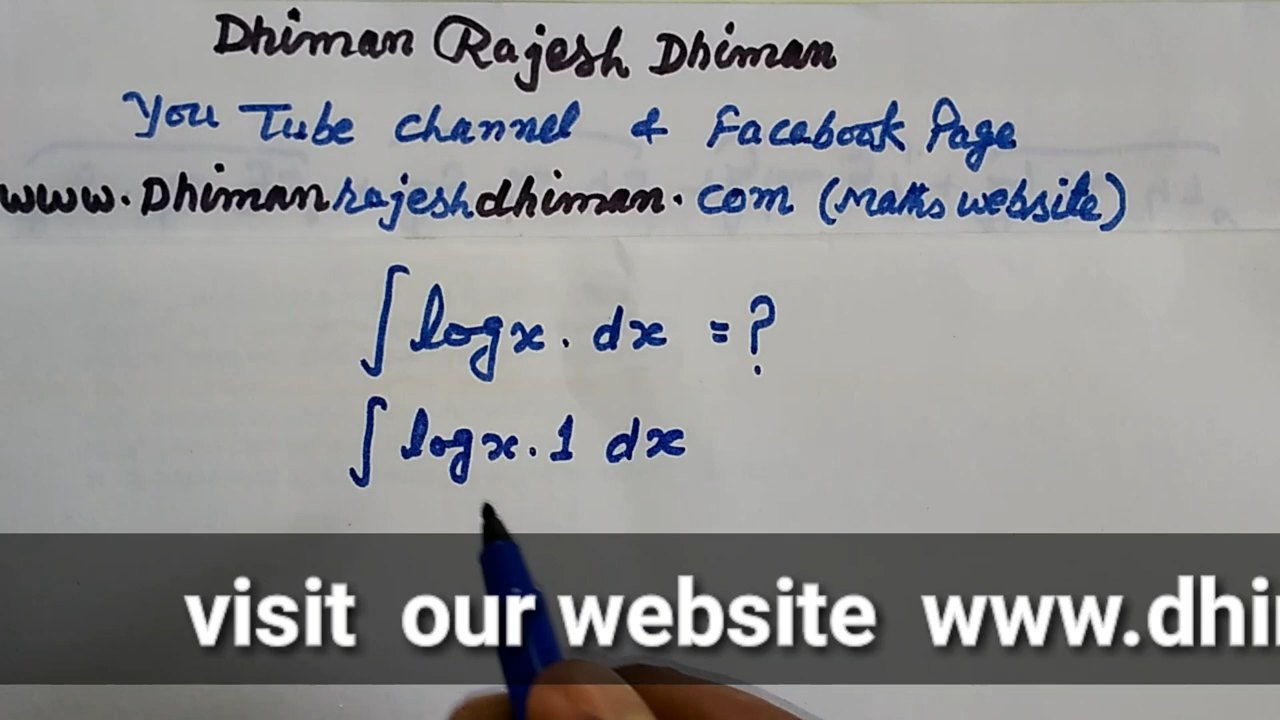 Dhiman Rajesh Dhiman
You Tube channel & Facabook Page
www.Dhimanrajeshdhiman.com (Maths website)
∫ log x . dx = ?
∫ log x . 1 dx
visit our website www.dhi